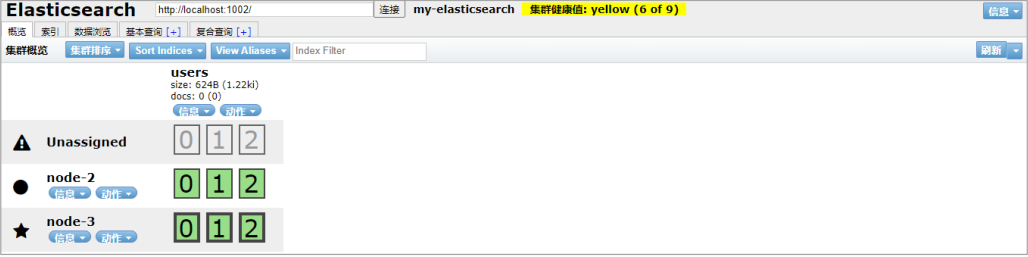 Elasticsearch http://localhost:1002/ 连接 my-elasticsearch 集群健康值: yellow (6 of 9) 信息
概览 索引 数据浏览 基本查询 [+] 复合查询 [+]
集群概览 集群排序 Sort Indices View Aliases Index Filter 刷新
users
size: 624B (1.22ki)
docs: 0 (0)
信息 动作
Unassigned 0 1 2
node-2 0 1 2
信息 动作
node-3 0 1 2
信息 动作